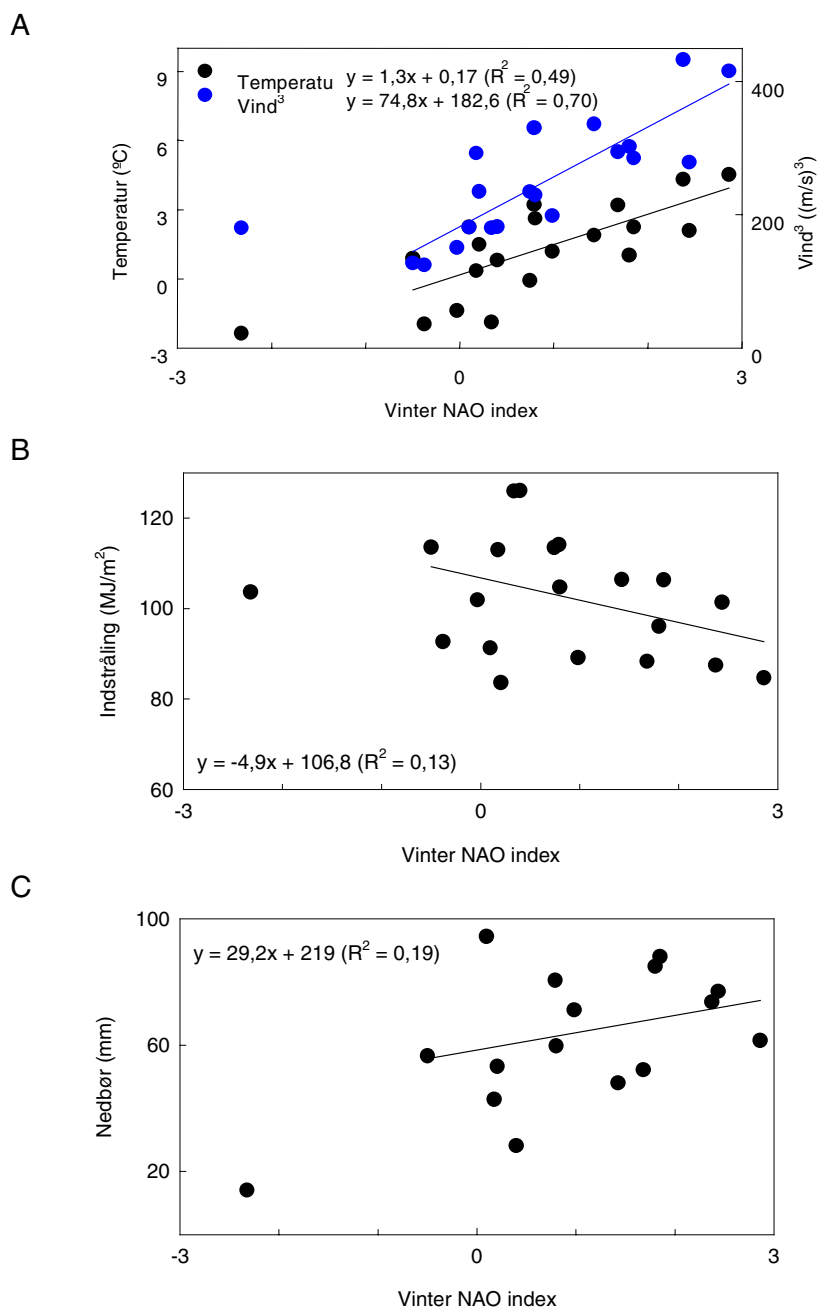 A
9
6
3
0
-3
Temperatur (ºC)
Temperatu y = 1,3x + 0,17 (R² = 0,49)
Vind³ y = 74,8x + 182,6 (R² = 0,70)
400
200
0
Vind³ ((m/s)³)
-3 0 3
Vinter NAO index
B
120
100
80
60
Indstråling (MJ/m²)
y = -4,9x + 106,8 (R² = 0,13)
-3 0 3
Vinter NAO index
C
100
60
20
Nedbør (mm)
y = 29,2x + 219 (R² = 0,19)
-3 0 3
Vinter NAO index